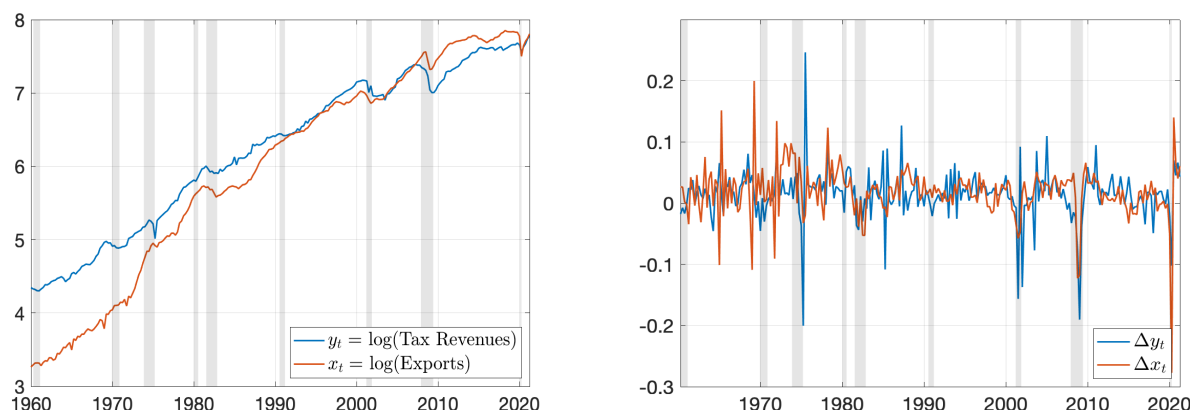 8
7
6
5
4
3
1960 1970 1980 1990 2000 2010 2020
y_t = log(Tax Revenues)
x_t = log(Exports)
0.2
0.1
0
-0.1
-0.2
-0.3
1970 1980 1990 2000 2010 2020
Δy_t
Δx_t